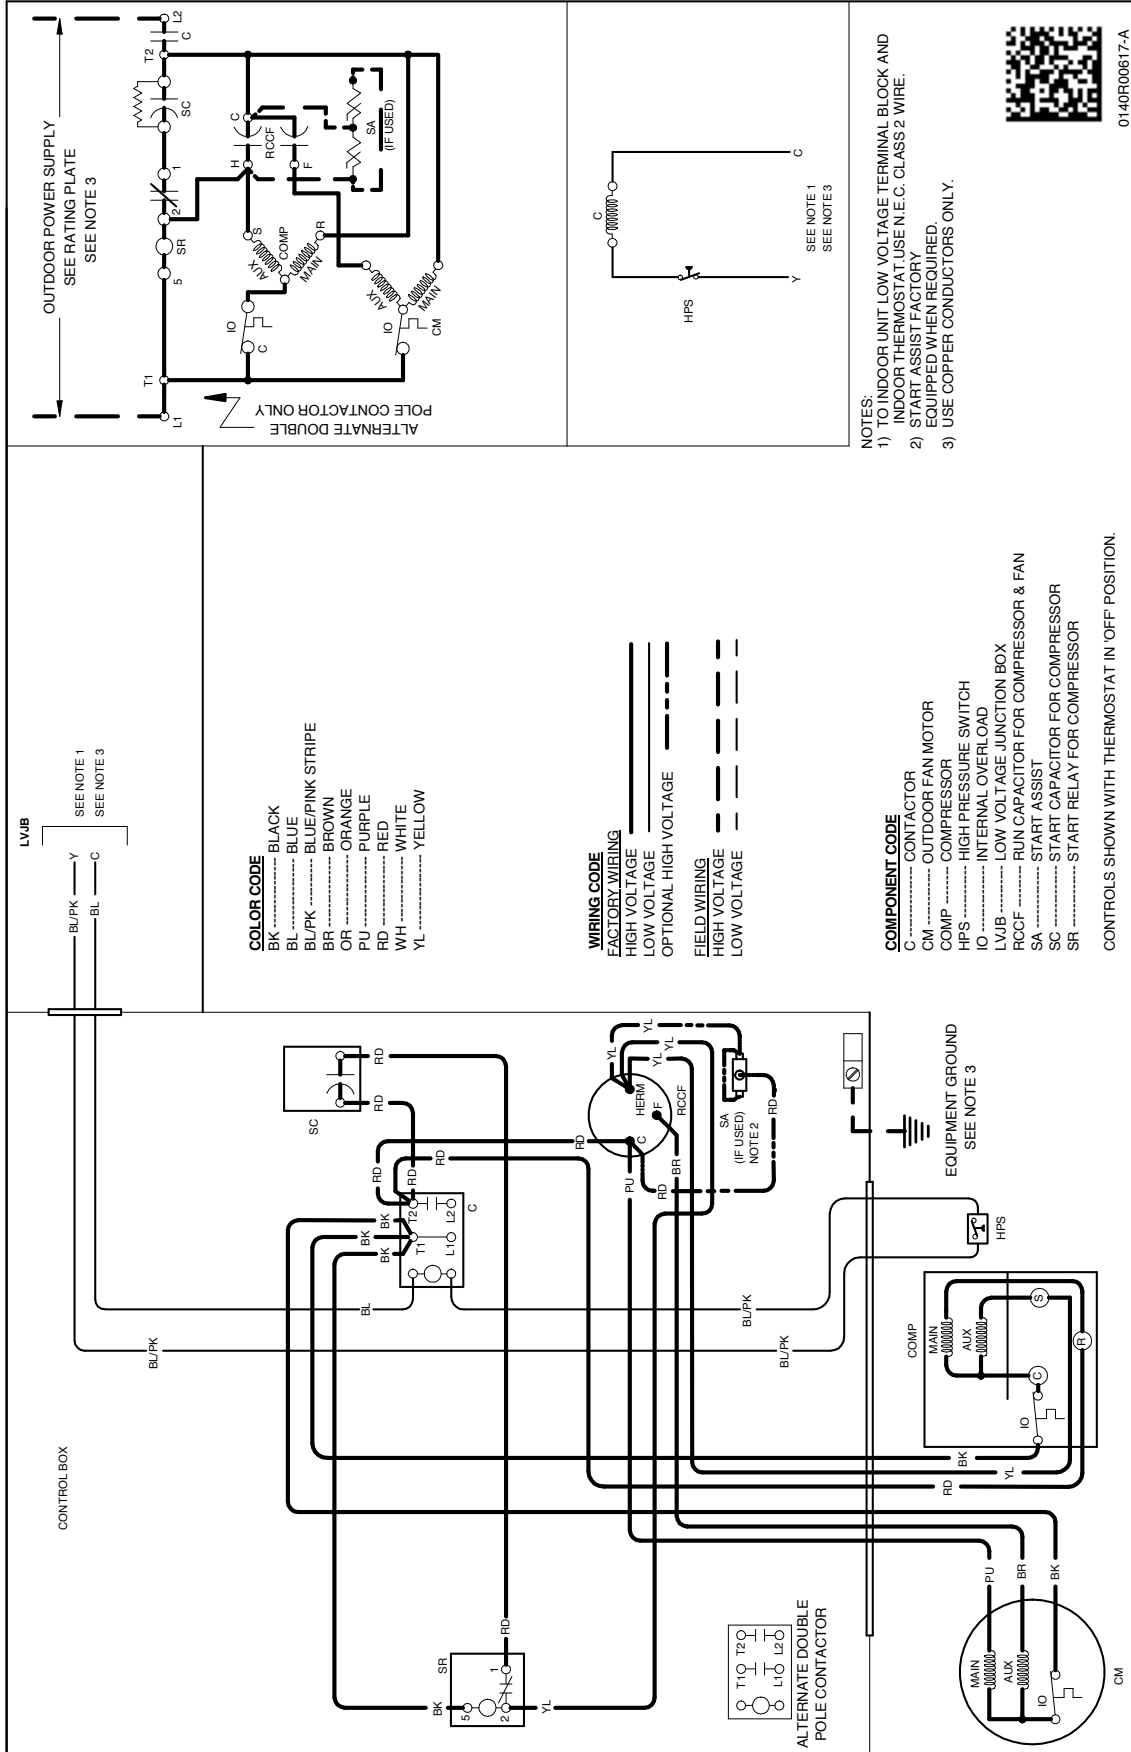 CONTROL BOX
LVJB
Y
C
BL/PK
BL
SEE NOTE 1
SEE NOTE 3
BL/PK
BL
BL/PK
BL/PK
SC
RD
RD
RD
RD
RD
BK
BK
BK
T2
T1
L2
L1
C
SR
5
2
1
BK
YL
RD
RD
PU
BR
RD
C
HERM
F
RCCF
YL
YL
YL
YL
SA
(IF USED)
NOTE 2
RD
ALTERNATE DOUBLE
POLE CONTACTOR
T1
T2
L1
L2
EQUIPMENT GROUND
SEE NOTE 3
HPS
COMP
MAIN
AUX
S
C
R
IO
BK
YL
RD
PU
BR
BK
MAIN
AUX
IO
CM
COLOR CODE
BK ---------- BLACK
BL ---------- BLUE
BL/PK ---------- BLUE/PINK STRIPE
BR ---------- BROWN
OR ---------- ORANGE
PU ---------- PURPLE
RD ---------- RED
WH ---------- WHITE
YL ---------- YELLOW
WIRING CODE
FACTORY WIRING
HIGH VOLTAGE
LOW VOLTAGE
OPTIONAL HIGH VOLTAGE
FIELD WIRING
HIGH VOLTAGE
LOW VOLTAGE
COMPONENT CODE
C ---------- CONTACTOR
CM ---------- OUTDOOR FAN MOTOR
COMP ---------- COMPRESSOR
HPS ---------- HIGH PRESSURE SWITCH
IO ---------- INTERNAL OVERLOAD
LVJB ---------- LOW VOLTAGE JUNCTION BOX
RCCF ---------- RUN CAPACITOR FOR COMPRESSOR & FAN
SA ---------- START ASSIST
SC ---------- START CAPACITOR FOR COMPRESSOR
SR ---------- START RELAY FOR COMPRESSOR
CONTROLS SHOWN WITH THERMOSTAT IN 'OFF' POSITION.
OUTDOOR POWER SUPPLY
SEE RATING PLATE
SEE NOTE 3
L1
T1
5
SR
2
1
SC
T2
C
L2
ALTERNATE DOUBLE
POLE CONTACTOR ONLY
C
IO
AUX
S
COMP
MAIN
R
H
RCCF
C
F
SA
(IF USED)
IO
AUX
MAIN
CM
C
HPS
Y
C
SEE NOTE 1
SEE NOTE 3
NOTES:
1) TO INDOOR UNIT LOW VOLTAGE TERMINAL BLOCK AND
INDOOR THERMOSTAT.USE N.E.C. CLASS 2 WIRE.
2) START ASSIST FACTORY
EQUIPPED WHEN REQUIRED.
3) USE COPPER CONDUCTORS ONLY.
0140R00617-A